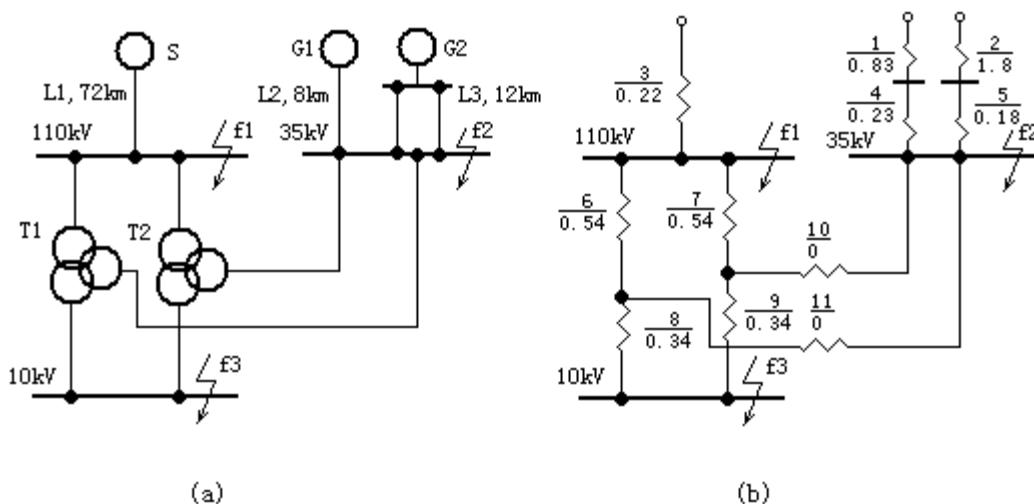 S
G1
G2
L1,72km
L2,8km
L3,12km
110kV
f1
35kV
f2
T1
T2
10kV
f3
(a)
3
0.22
1
0.83
2
1.8
4
0.23
5
0.18
110kV
f1
35kV
f2
6
0.54
7
0.54
10
0
8
0.34
9
0.34
11
0
10kV
f3
(b)